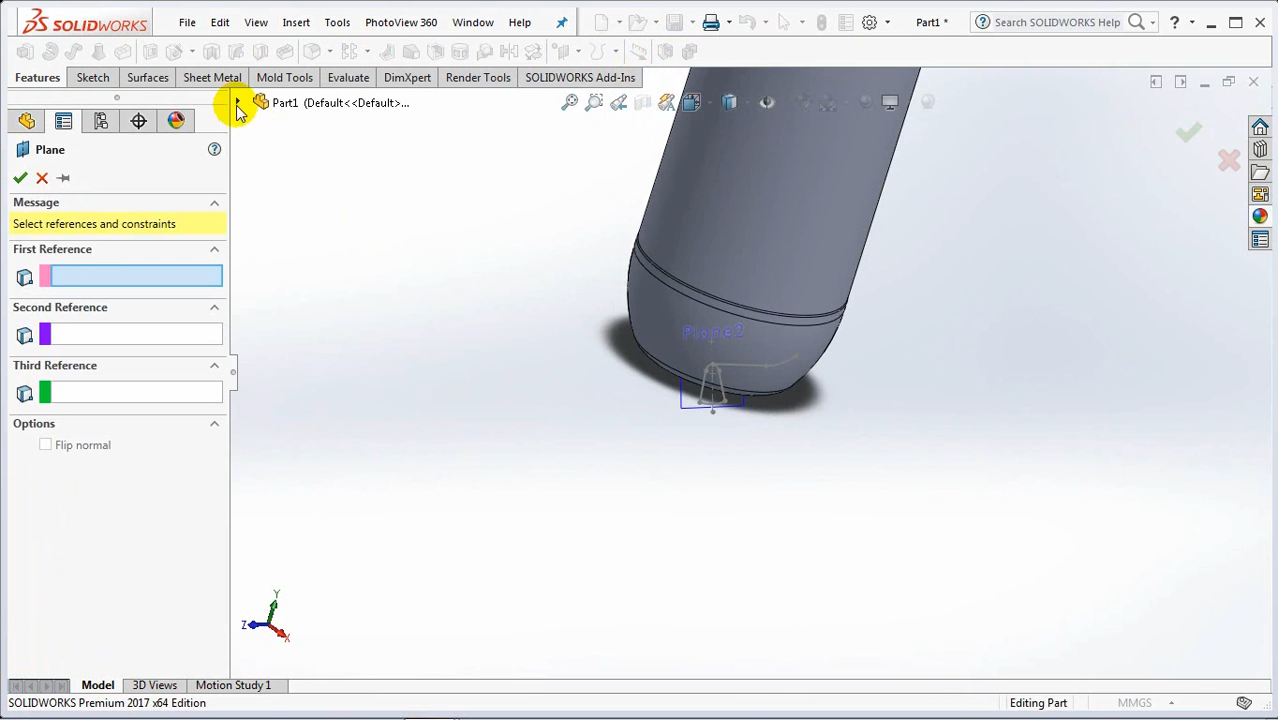 SOLIDWORKS File Edit View Insert Tools PhotoView 360 Window Help Part1 * Search SOLIDWORKS Help ?
Features Sketch Surfaces Sheet Metal Mold Tools Evaluate DimXpert Render Tools SOLIDWORKS Add-Ins
Part1 (Default<<Default>...
Plane
Message
Select references and constraints
First Reference
Second Reference
Third Reference
Options
Flip normal
Plane2
Y
Z
X
Model 3D Views Motion Study 1
SOLIDWORKS Premium 2017 x64 Edition Editing Part MMGS